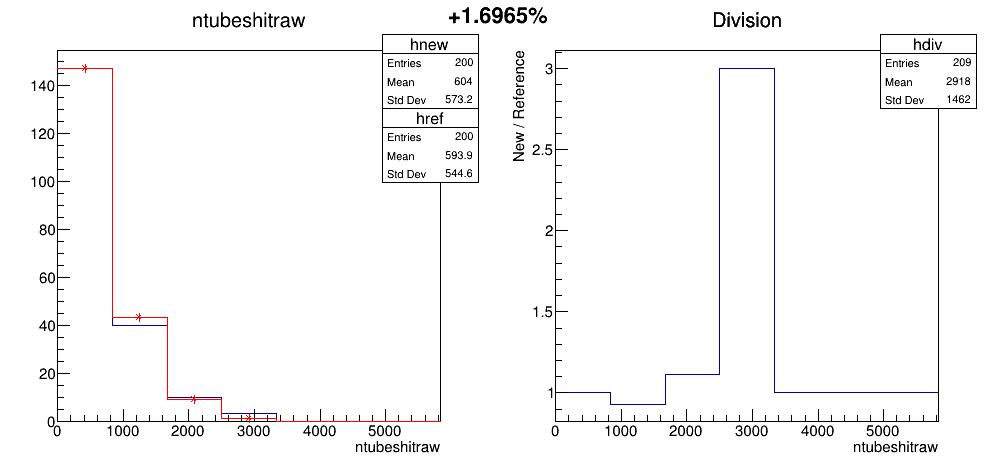 +1.6965%
ntubeshitraw
hnew
Entries 200
Mean 604
Std Dev 573.2
href
Entries 200
Mean 593.9
Std Dev 544.6
140
120
100
80
60
40
20
0
0 1000 2000 3000 4000 5000
ntubeshitraw
Division
hdiv
Entries 209
Mean 2918
Std Dev 1462
New / Reference
3
2.5
2
1.5
1
0 1000 2000 3000 4000 5000
ntubeshitraw